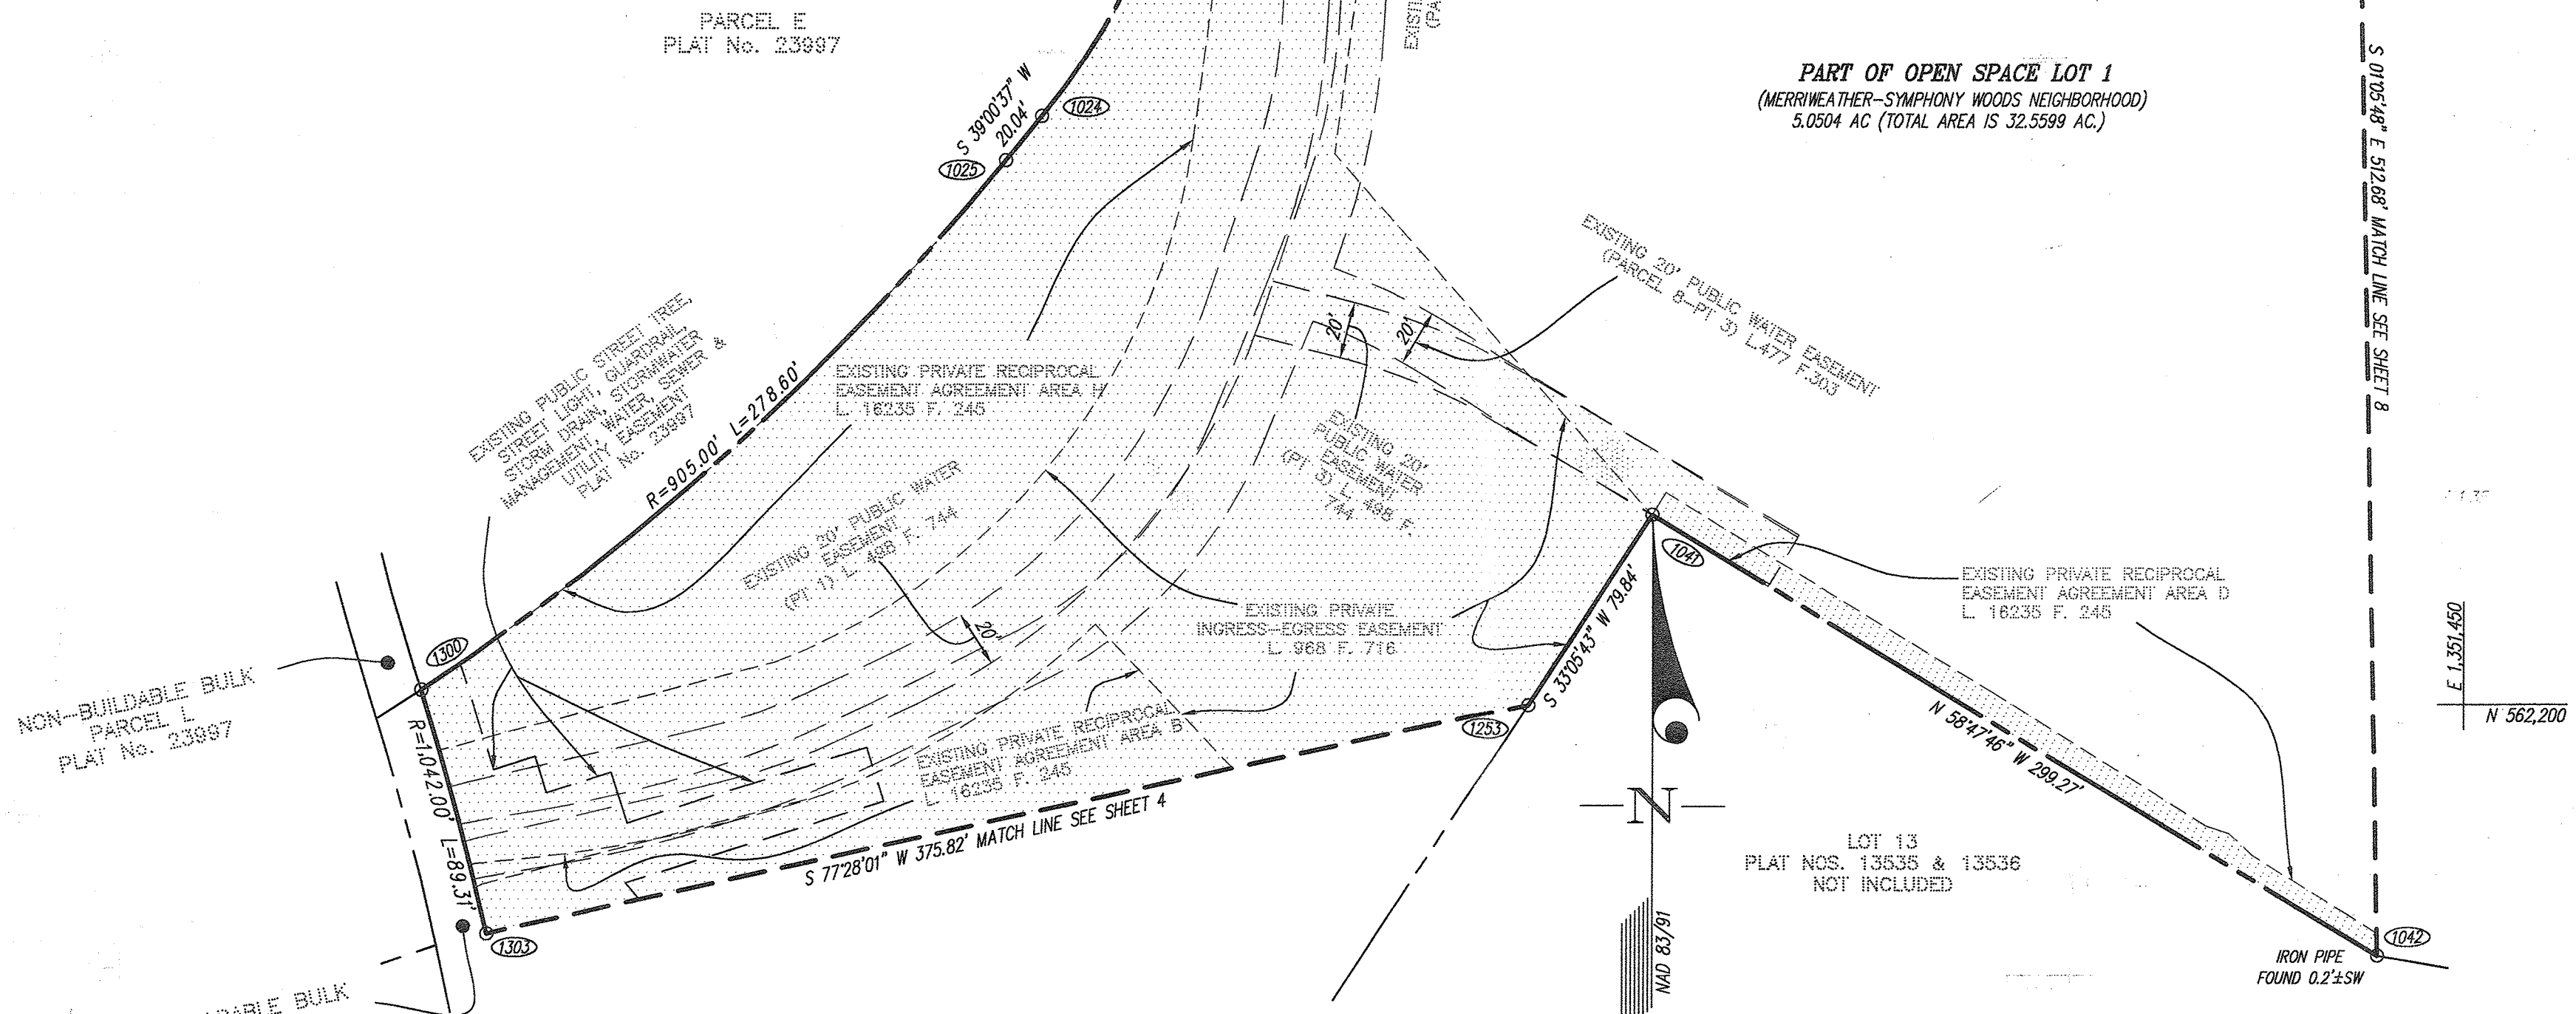 PARCEL E
PLAT No. 23997
PART OF OPEN SPACE LOT 1
(MERRIWEATHER-SYMPHONY WOODS NEIGHBORHOOD)
5.0504 AC (TOTAL AREA IS 32.5599 AC.)
S 01°05'48" E 512.68' MATCH LINE SEE SHEET 8
S 39°00'37" W
20.04'
1024
1025
EXISTING 20' PUBLIC WATER EASEMENT
(PARCEL 8-PT 3) L.477 F.303
20'
20'
EXISTING PUBLIC STREET TREE,
STREET LIGHT, GUARDRAIL,
STORM DRAIN, STORMWATER
MANAGEMENT, WATER, SEWER &
UTILITY EASEMENT
PLAT No. 23997
R=905.00' L=278.60'
EXISTING PRIVATE RECIPROCAL
EASEMENT AGREEMENT AREA H
L. 16235 F. 245
EXISTING 20'
PUBLIC WATER
EASEMENT
(PT 3) L. 498 F.
744
EXISTING 20' PUBLIC WATER
EASEMENT
(PT 1) L. 498 F. 744
20'
1041
EXISTING PRIVATE RECIPROCAL
EASEMENT AGREEMENT AREA D
L. 16235 F. 245
EXISTING PRIVATE
INGRESS-EGRESS EASEMENT
L. 968 F. 716
S 33°05'43" W 79.84'
1300
NON-BUILDABLE BULK
PARCEL L
PLAT No. 23997
E 1,351,450
N 562,200
R=1,042.00' L=89.31'
EXISTING PRIVATE RECIPROCAL
EASEMENT AGREEMENT AREA B
L. 16235 F. 245
1253
N 58°47'46" W 299.27'
N
S 77°28'01" W 375.82' MATCH LINE SEE SHEET 4
LOT 13
PLAT NOS. 13535 & 13536
NOT INCLUDED
1303
NAD 83/91
1042
IRON PIPE
FOUND 0.2'±SW
BULK